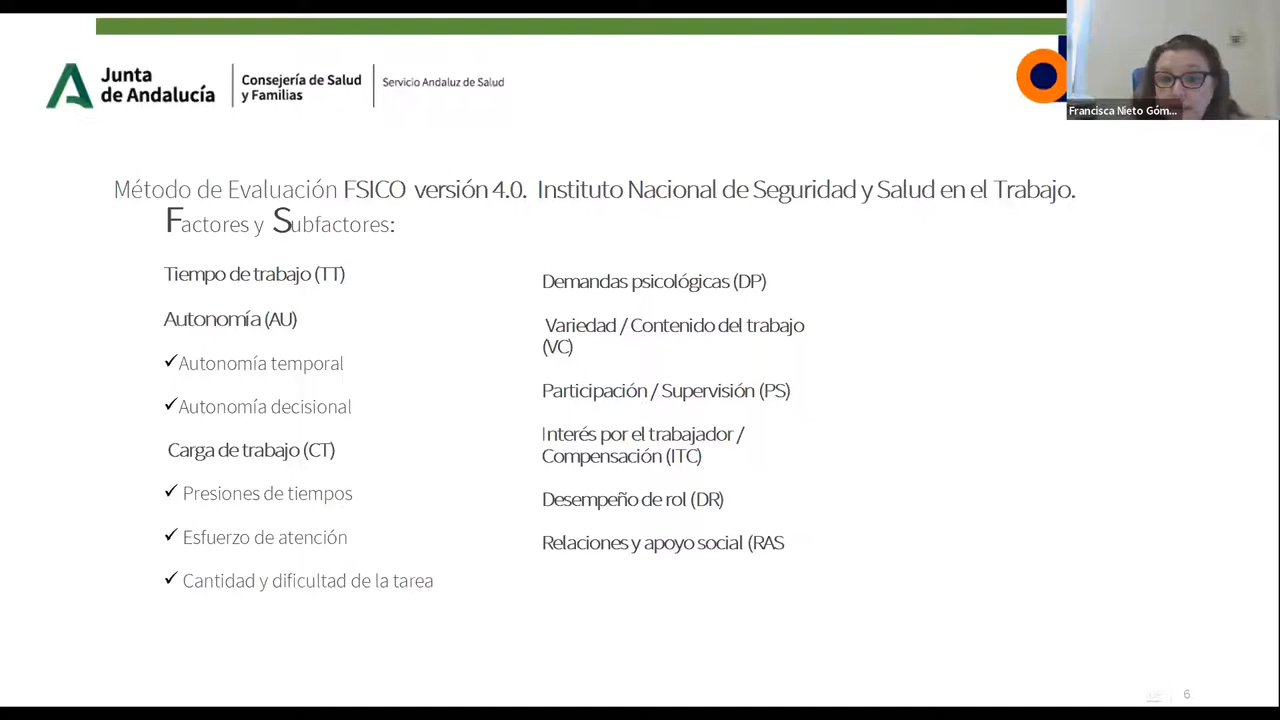 Junta
de Andalucía
Consejería de Salud
y Familias
Servicio Andaluz de Salud
Francisca Nieto Góm...
Método de Evaluación FSICO versión 4.0. Instituto Nacional de Seguridad y Salud en el Trabajo.
Factores y Subfactores:
Tiempo de trabajo (TT)
Autonomía (AU)
✓Autonomía temporal
✓Autonomía decisional
Carga de trabajo (CT)
✓ Presiones de tiempos
✓ Esfuerzo de atención
✓ Cantidad y dificultad de la tarea
Demandas psicológicas (DP)
Variedad / Contenido del trabajo
(VC)
Participación / Supervisión (PS)
Interés por el trabajador /
Compensación (ITC)
Desempeño de rol (DR)
Relaciones y apoyo social (RAS
6